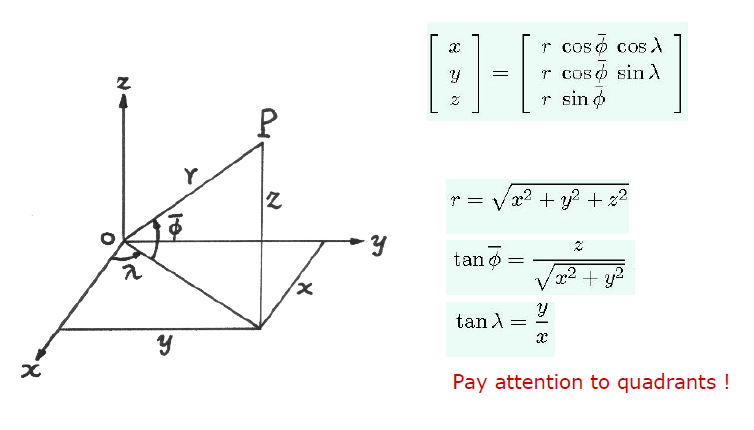 z
P
r
z
ϕ̅
O
y
λ
x
y
x
[ x y z ] = [ r cos ϕ̅ cos λ
r cos ϕ̅ sin λ
r sin ϕ̅ ]
r = √(x² + y² + z²)
tan ϕ̅ = z / √(x² + y²)
tan λ = y / x
Pay attention to quadrants !